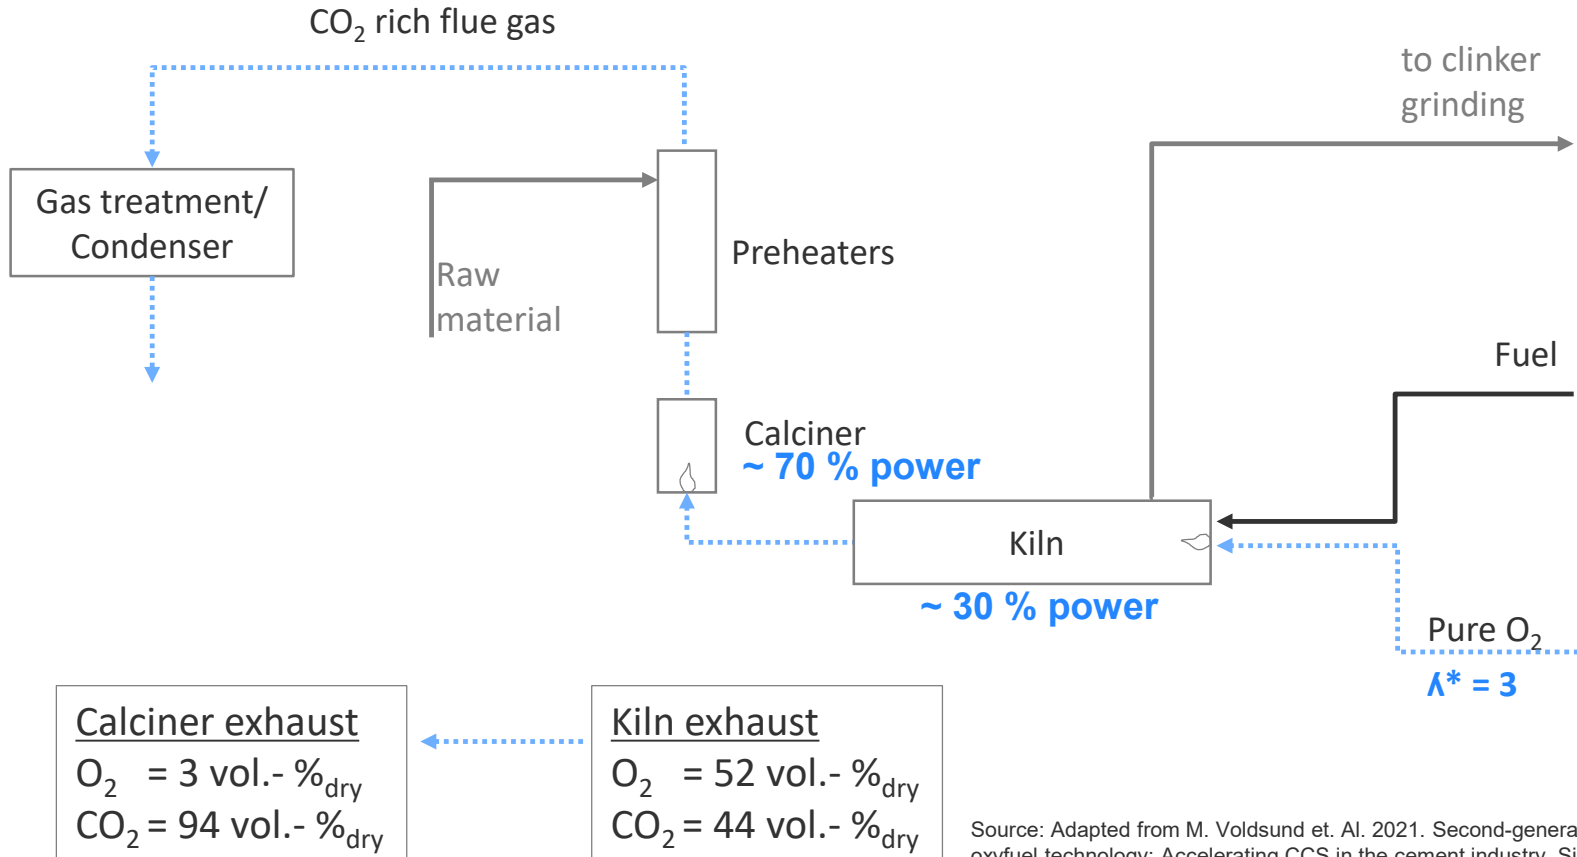 CO₂ rich flue gas
to clinker
grinding
Gas treatment/
Condenser
Preheaters
Raw
material
Fuel
Calciner
~ 70 % power
Kiln
~ 30 % power
Pure O₂
ʎ* = 3
Calciner exhaust
O₂ = 3 vol.- %dry
CO₂ = 94 vol.- %dry
Kiln exhaust
O₂ = 52 vol.- %dry
CO₂ = 44 vol.- %dry
Source: Adapted from M. Voldsund et. Al. 2021. Second-genera
oxyfuel technology: Accelerating CCS in the cement industry. Si